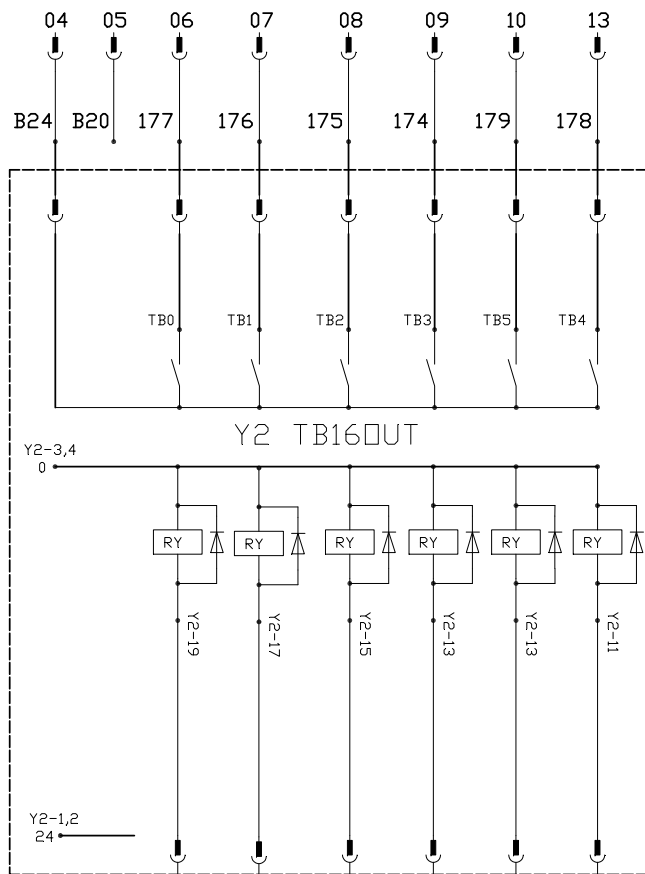 04 05 06 07 08 09 10 13
B24 B20 177 176 175 174 179 178
TB0 TB1 TB2 TB3 TB5 TB4
Y2 TB16OUT
Y2-3,4
0
RY RY RY RY RY RY
Y2-19 Y2-17 Y2-15 Y2-13 Y2-13 Y2-11
Y2-1,2
24